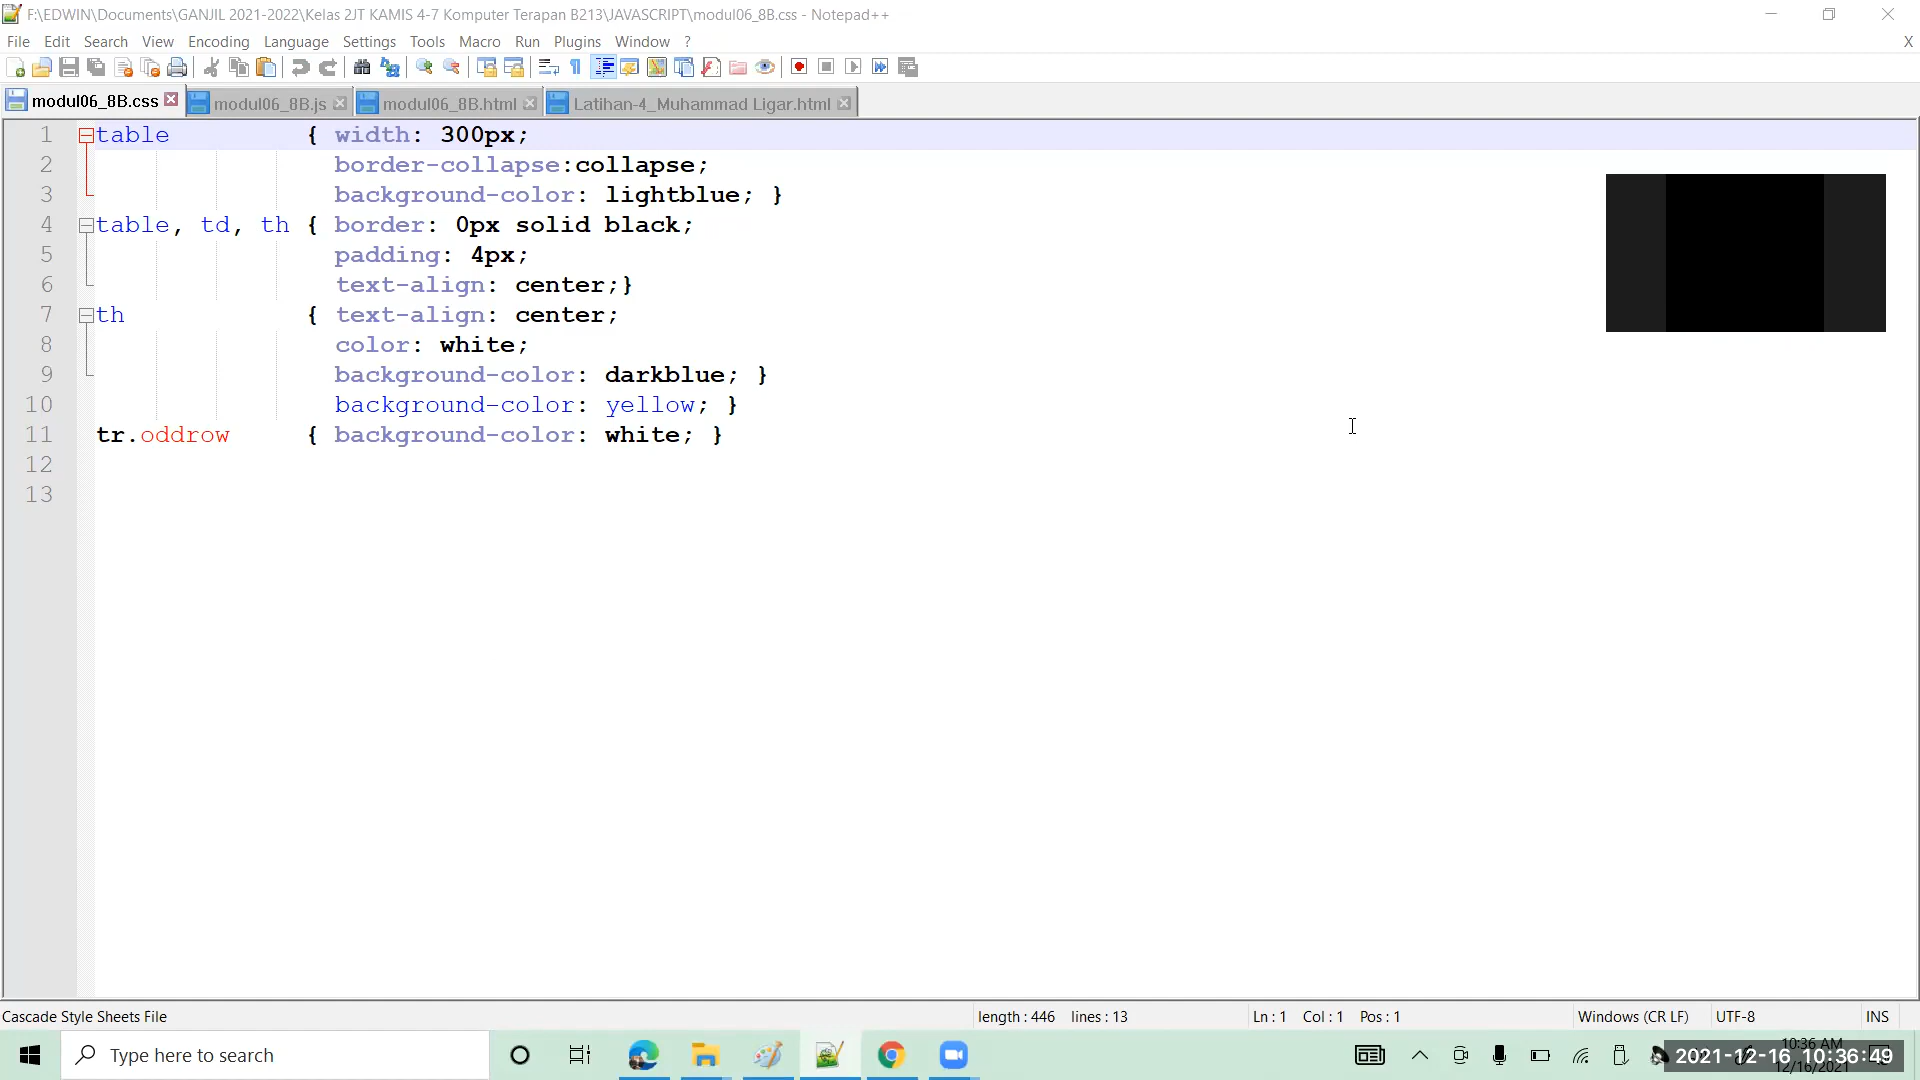 F:\EDWIN\Documents\GANJIL 2021-2022\Kelas 2JT KAMIS 4-7 Komputer Terapan B213\JAVASCRIPT\modul06_8B.css - Notepad++
File Edit Search View Encoding Language Settings Tools Macro Run Plugins Window ? X
modul06_8B.css modul06_8B.js modul06_8B.html Latihan-4_Muhammad Ligar.html
1 table { width: 300px;
2 border-collapse:collapse;
3 background-color: lightblue; }
4 table, td, th { border: 0px solid black;
5 padding: 4px;
6 text-align: center;}
7 th { text-align: center;
8 color: white;
9 background-color: darkblue; }
10 background-color: yellow; }
11 tr.oddrow { background-color: white; }
12
13
Cascade Style Sheets File length : 446 lines : 13 Ln : 1 Col : 1 Pos : 1 Windows (CR LF) UTF-8 INS
Type here to search
10:36 AM
2021-12-16 10:36:49
12/16/2021